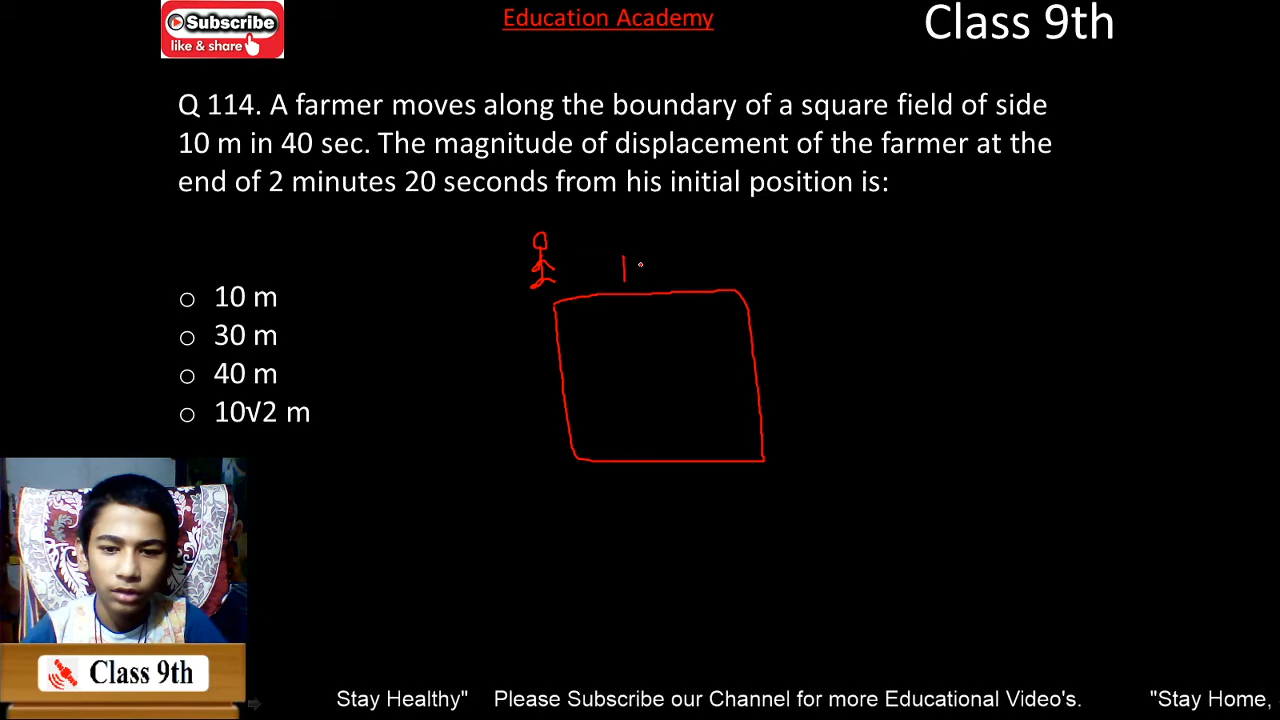 Subscribe
like & share
Education Academy
Class 9th
Q 114. A farmer moves along the boundary of a square field of side
10 m in 40 sec. The magnitude of displacement of the farmer at the
end of 2 minutes 20 seconds from his initial position is:
1
o 10 m
o 30 m
o 40 m
o 10√2 m
Class 9th
Stay Healthy" Please Subscribe our Channel for more Educational Video's. "Stay Home,